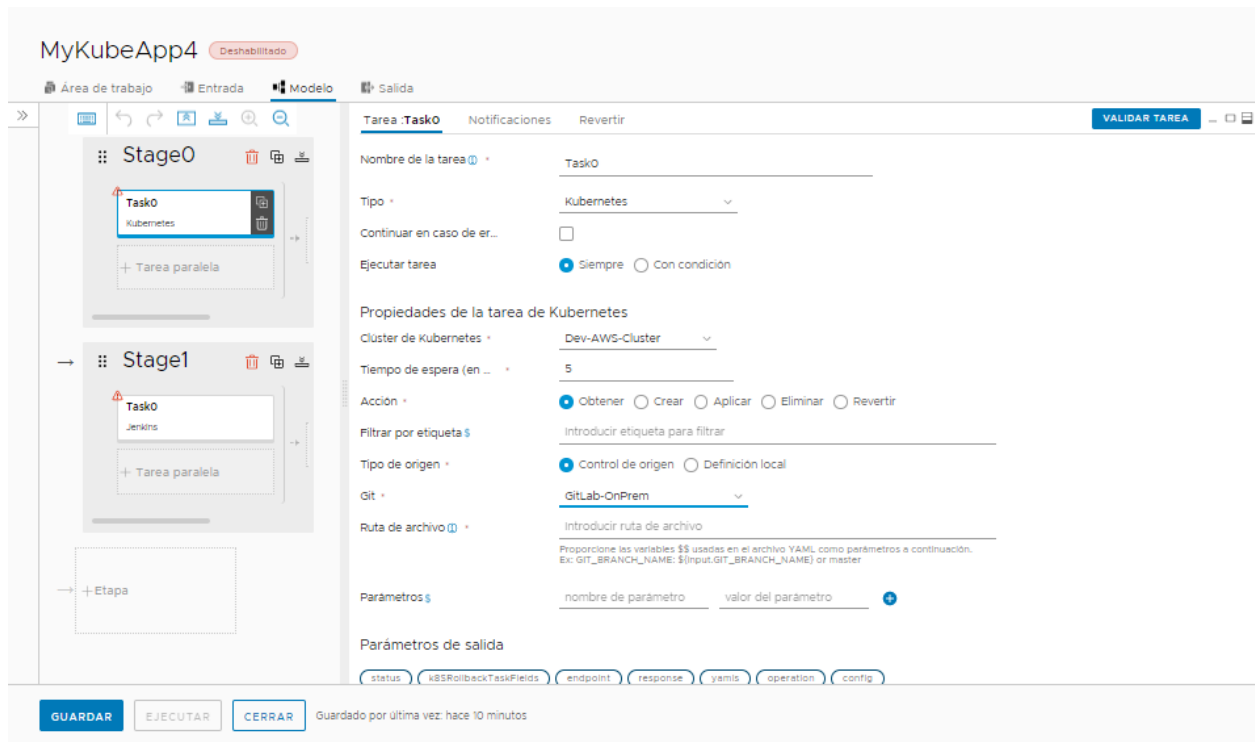 MyKubeApp4 Deshabilitado
Área de trabajo Entrada Modelo Salida
Tarea :Task0 Notificaciones Revertir VALIDAR TAREA
Stage0
Task0
Kubernetes
+ Tarea paralela
Stage1
Task0
Jenkins
+ Tarea paralela
+Etapa
Nombre de la tarea * Task0
Tipo * Kubernetes
Continuar en caso de er...
Ejecutar tarea Siempre Con condición
Propiedades de la tarea de Kubernetes
Clúster de Kubernetes * Dev-AWS-Cluster
Tiempo de espera (en ... * 5
Acción * Obtener Crear Aplicar Eliminar Revertir
Filtrar por etiqueta $ Introducir etiqueta para filtrar
Tipo de origen * Control de origen Definición local
Git * GitLab-OnPrem
Ruta de archivo * Introducir ruta de archivo
Proporcione las variables $$ usadas en el archivo YAML como parámetros a continuación.
Ex: GIT_BRANCH_NAME: ${input.GIT_BRANCH_NAME} or master
Parámetros $ nombre de parámetro valor del parámetro
Parámetros de salida
status k8SRollbackTaskFields endpoint response yamls operation config
GUARDAR EJECUTAR CERRAR Guardado por última vez: hace 10 minutos